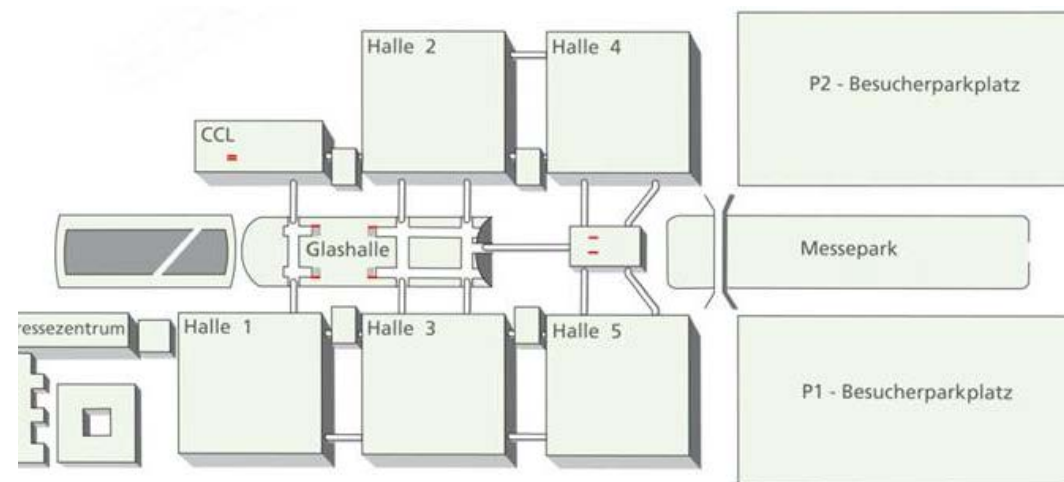 Halle 2
Halle 4
P2 - Besucherparkplatz
CCL
Glashalle
Messepark
ressezentrum
Halle 1
Halle 3
Halle 5
P1 - Besucherparkplatz